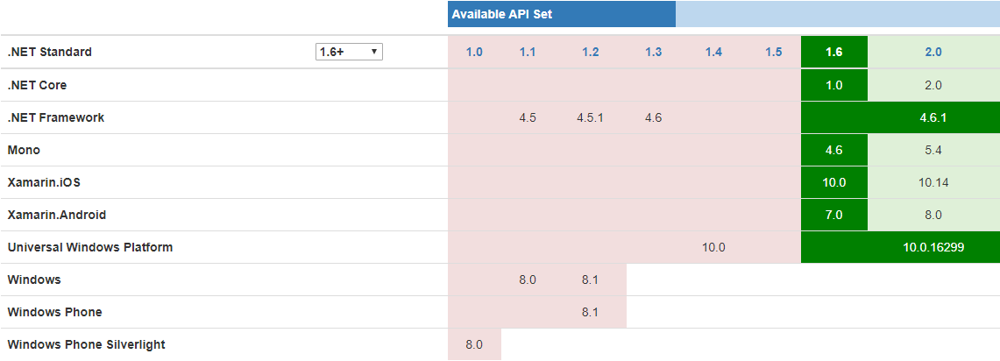 Available API Set
.NET Standard 1.6+ 1.0 1.1 1.2 1.3 1.4 1.5 1.6 2.0
.NET Core 1.0 2.0
.NET Framework 4.5 4.5.1 4.6 4.6.1
Mono 4.6 5.4
Xamarin.iOS 10.0 10.14
Xamarin.Android 7.0 8.0
Universal Windows Platform 10.0 10.0.16299
Windows 8.0 8.1
Windows Phone 8.1
Windows Phone Silverlight 8.0